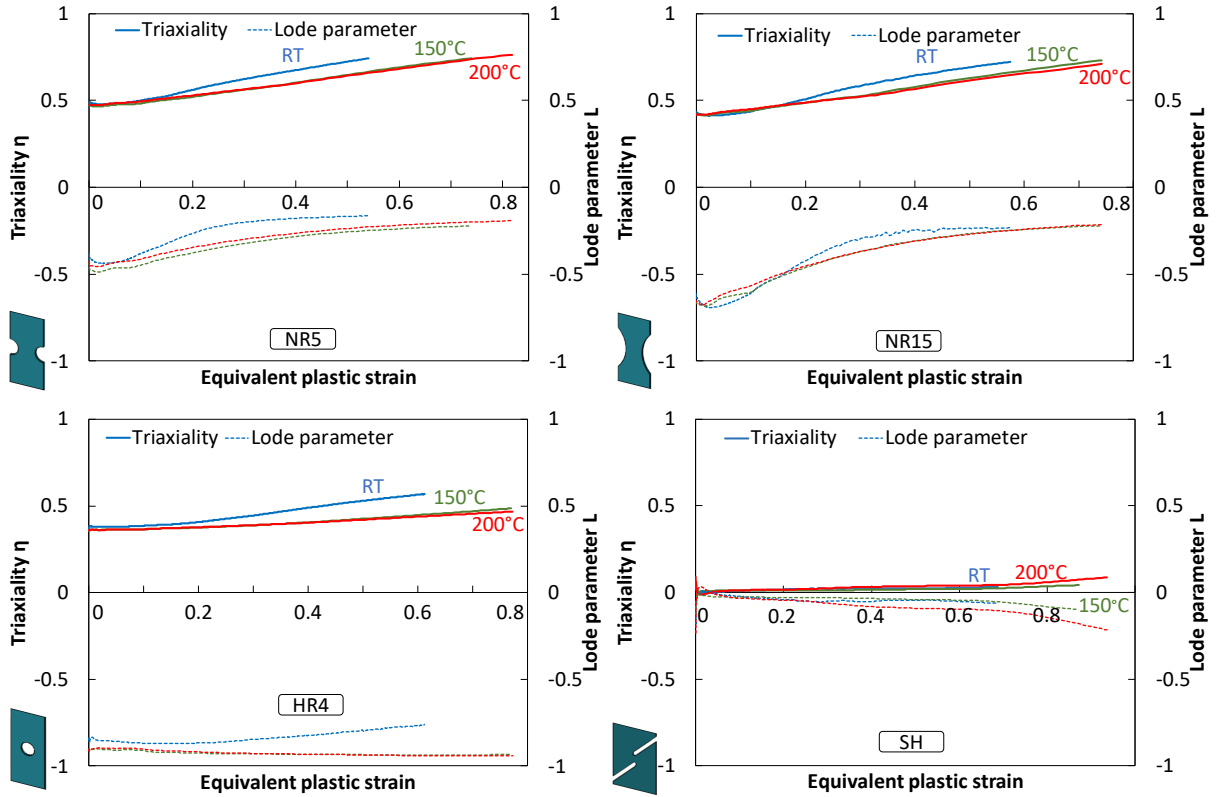 1
0.5
0
-0.5
-1
Triaxiality η
Triaxiality
Lode parameter
RT
150°C
200°C
0
0.2
0.4
0.6
0.8
NR5
Equivalent plastic strain
1
0.5
0
-0.5
-1
Lode parameter L
1
0.5
0
-0.5
-1
Triaxiality η
Triaxiality
Lode parameter
RT
150°C
200°C
0
0.2
0.4
0.6
0.8
NR15
Equivalent plastic strain
1
0.5
0
-0.5
-1
Lode parameter L
1
0.5
0
-0.5
-1
Triaxiality η
Triaxiality
Lode parameter
RT
150°C
200°C
0
0.2
0.4
0.6
0.8
HR4
Equivalent plastic strain
1
0.5
0
-0.5
-1
Lode parameter L
1
0.5
0
-0.5
-1
Triaxiality η
Triaxiality
Lode parameter
RT
200°C
150°C
0
0.2
0.4
0.6
0.8
SH
Equivalent plastic strain
1
0.5
0
-0.5
-1
Lode parameter L